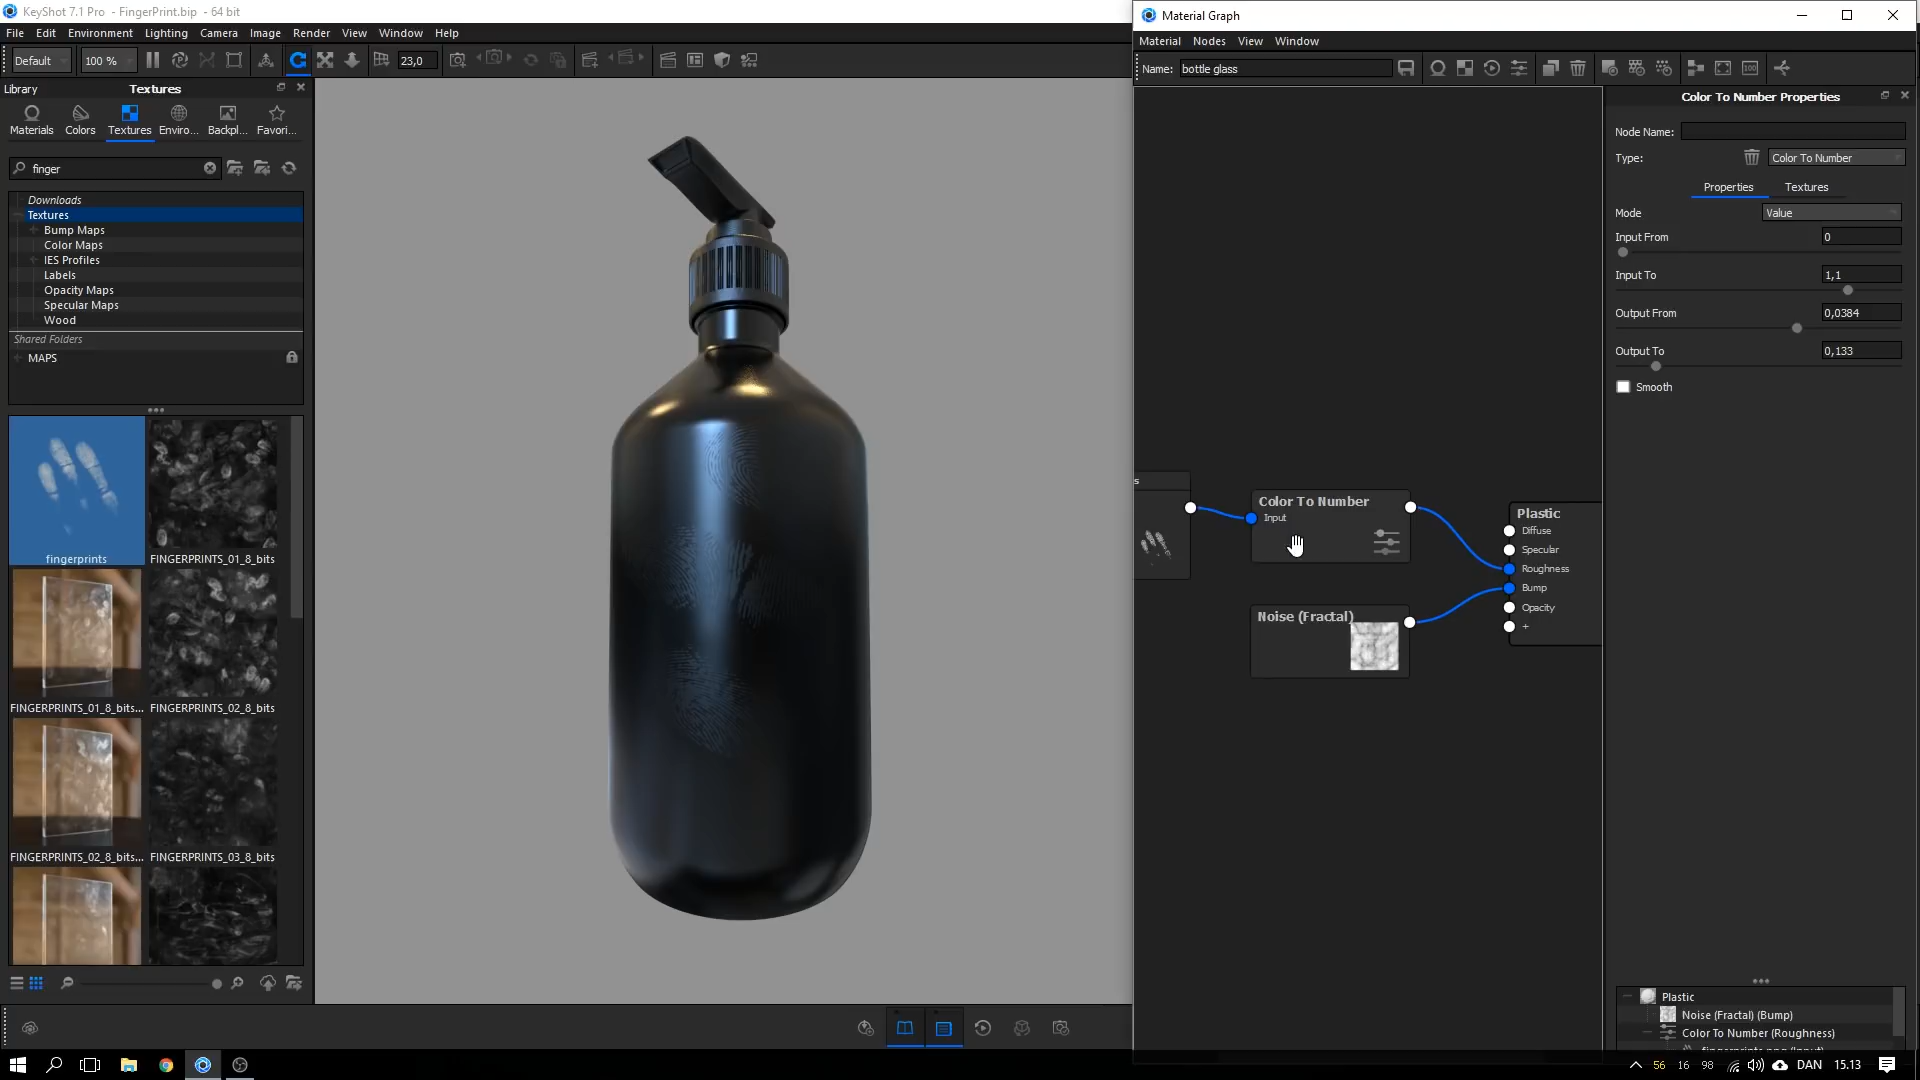 KeyShot 7.1 Pro - FingerPrint.bip - 64 bit
File Edit Environment Lighting Camera Image Render View Window Help
Default 100 % 23,0
Library Textures
Materials Colors Textures Enviro... Backpl... Favori...
finger
Downloads
Textures
Bump Maps
Color Maps
IES Profiles
Labels
Opacity Maps
Specular Maps
Wood
Shared Folders
MAPS
fingerprints FINGERPRINTS_01_8_bits
FINGERPRINTS_01_8_bits... FINGERPRINTS_02_8_bits
FINGERPRINTS_02_8_bits... FINGERPRINTS_03_8_bits
Material Graph
Material Nodes View Window
Name: bottle glass
100
s
Color To Number
Input
Noise (Fractal)
Plastic
Diffuse
Specular
Roughness
Bump
Opacity
+
Color To Number Properties
Node Name:
Type: Color To Number
Properties Textures
Mode Value
Input From 0
Input To 1,1
Output From 0,0384
Output To 0,133
Smooth
Plastic
Noise (Fractal) (Bump)
Color To Number (Roughness)
56 16 98 DAN 15.13